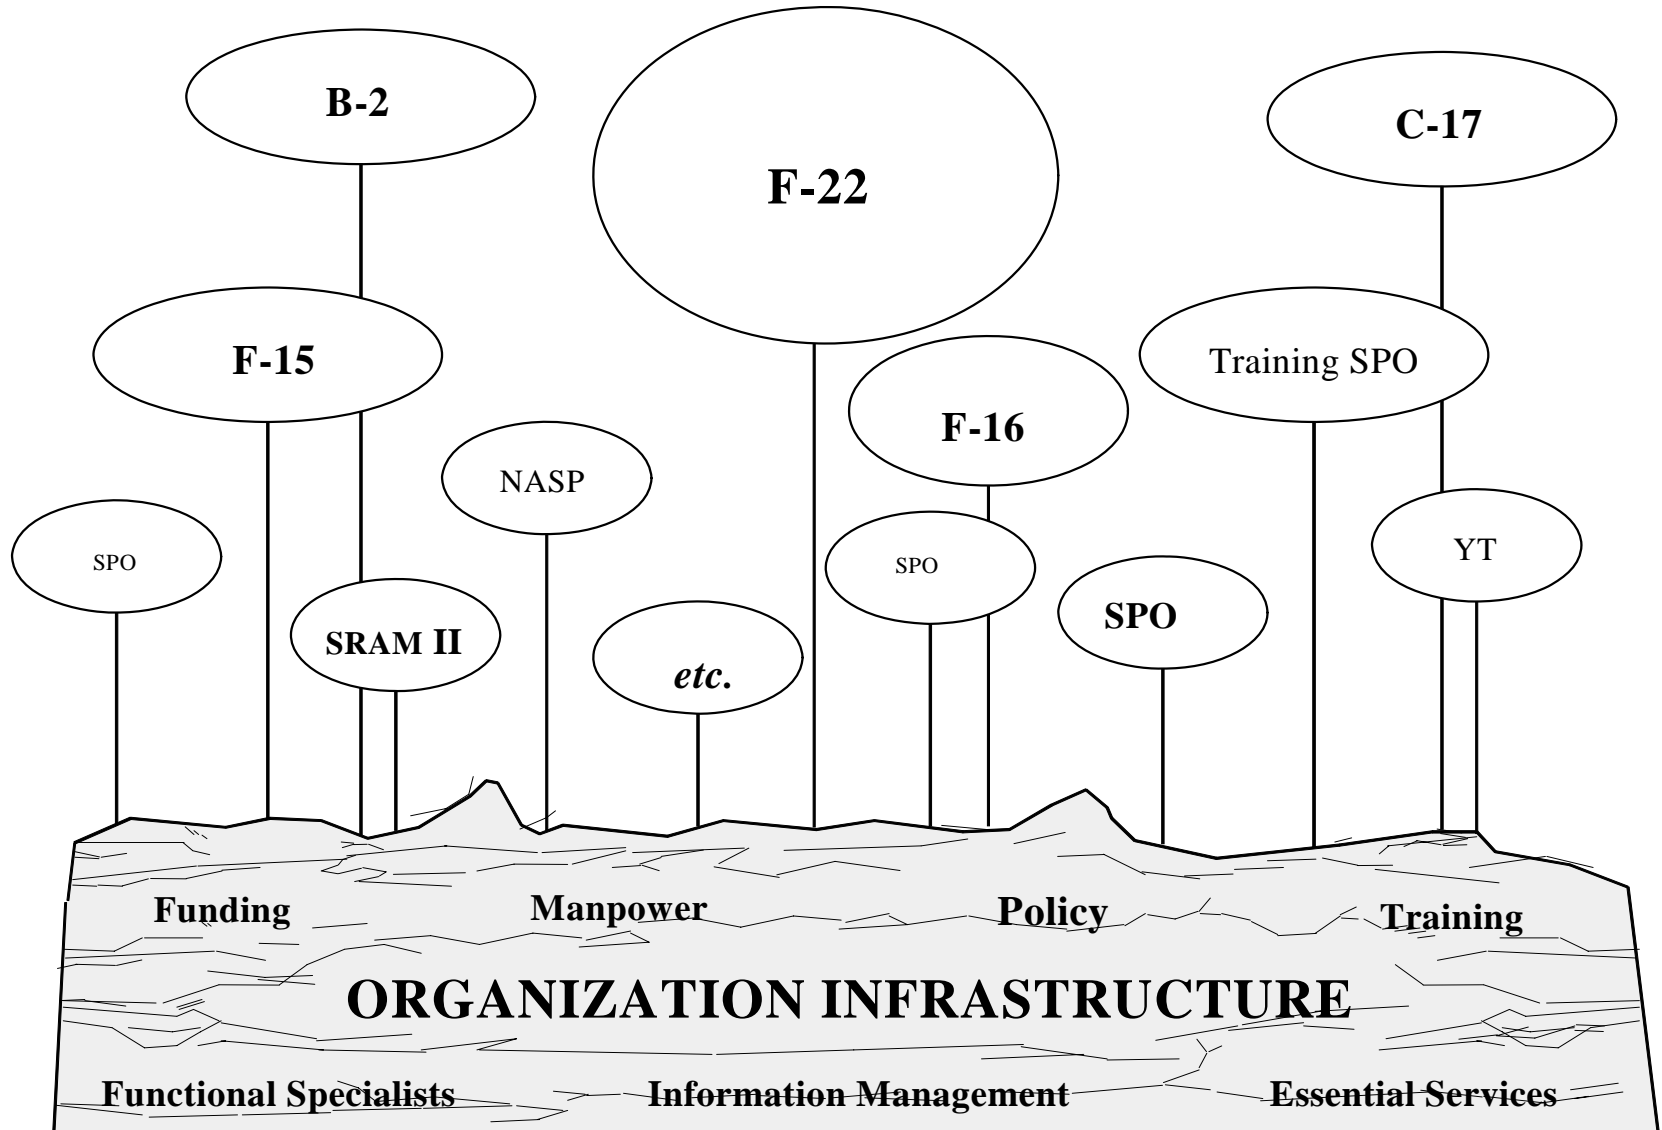 B-2
F-22
C-17
F-15
Training SPO
F-16
NASP
SPO
SPO
YT
SPO
SRAM II
etc.
Funding
Manpower
Policy
Training
ORGANIZATION INFRASTRUCTURE
Functional Specialists
Information Management
Essential Services